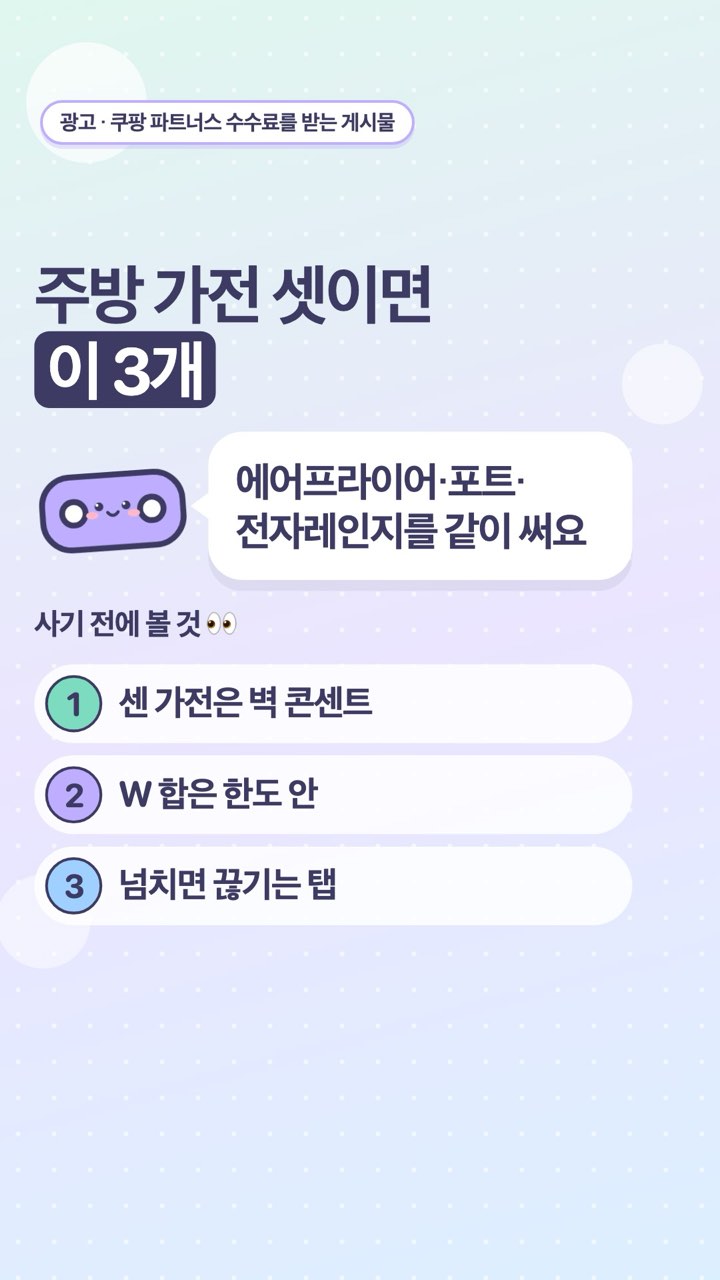 광고 · 쿠팡 파트너스 수수료를 받는 게시물
주방 가전 셋이면
이 3개
에어프라이어·포트·
전자레인지를 같이 써요
사기 전에 볼 것 👀
1 센 가전은 벽 콘센트
2 W 합은 한도 안
3 넘치면 끊기는 탭